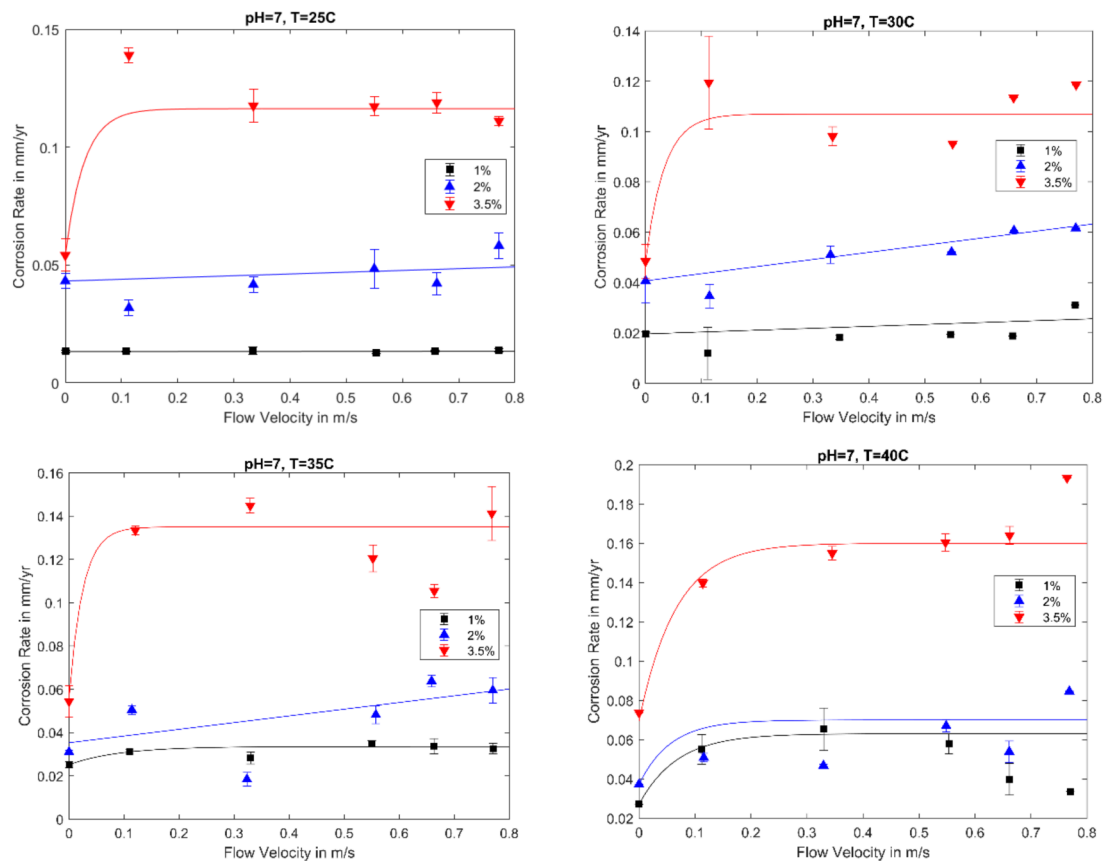 pH=7, T=25C
Corrosion Rate in mm/yr
0.15
0.1
0.05
0
1%
2%
3.5%
0 0.1 0.2 0.3 0.4 0.5 0.6 0.7 0.8
Flow Velocity in m/s
pH=7, T=30C
Corrosion Rate in mm/yr
0.14
0.12
0.1
0.08
0.06
0.04
0.02
0
1%
2%
3.5%
0 0.1 0.2 0.3 0.4 0.5 0.6 0.7 0.8
Flow Velocity in m/s
pH=7, T=35C
Corrosion Rate in mm/yr
0.16
0.14
0.12
0.1
0.08
0.06
0.04
0.02
0
1%
2%
3.5%
0 0.1 0.2 0.3 0.4 0.5 0.6 0.7 0.8
Flow Velocity in m/s
pH=7, T=40C
Corrosion Rate in mm/yr
0.2
0.18
0.16
0.14
0.12
0.1
0.08
0.06
0.04
0.02
1%
2%
3.5%
0 0.1 0.2 0.3 0.4 0.5 0.6 0.7 0.8
Flow Velocity in m/s